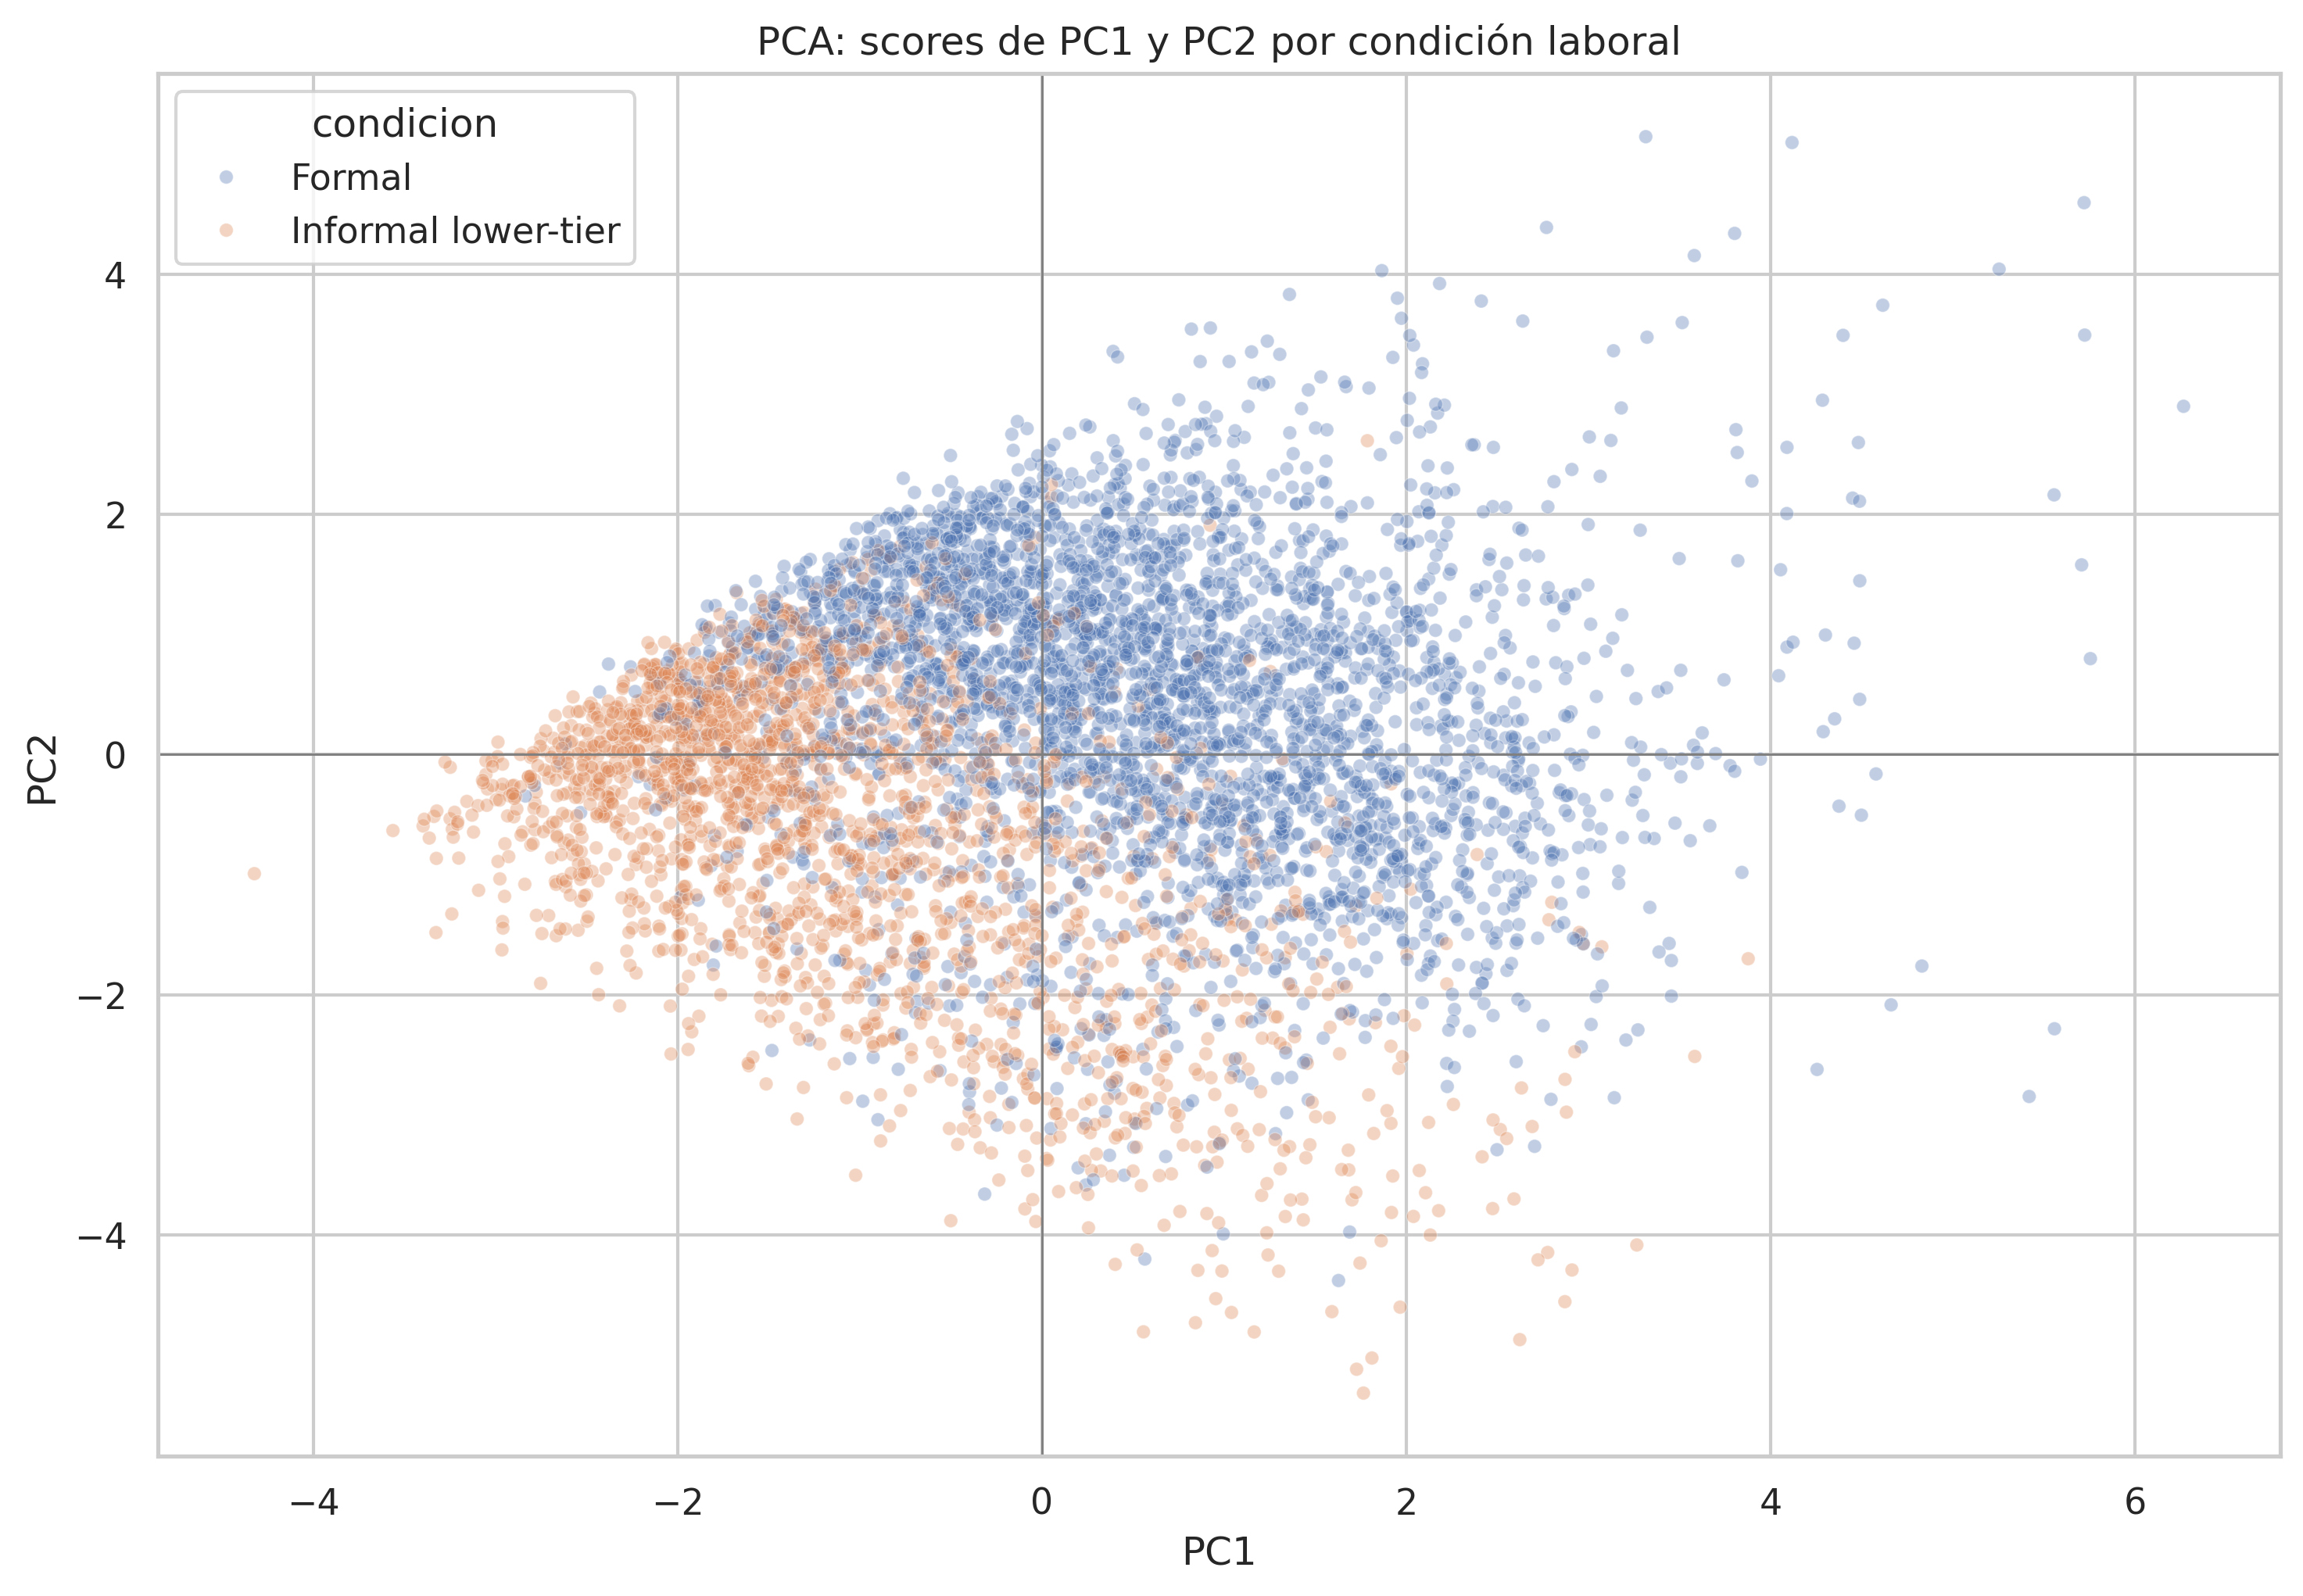 PCA: scores de PC1 y PC2 por condición laboral
condicion
Formal
Informal lower-tier
4
2
0
−2
−4
PC2
−4
−2
0
2
4
6
PC1